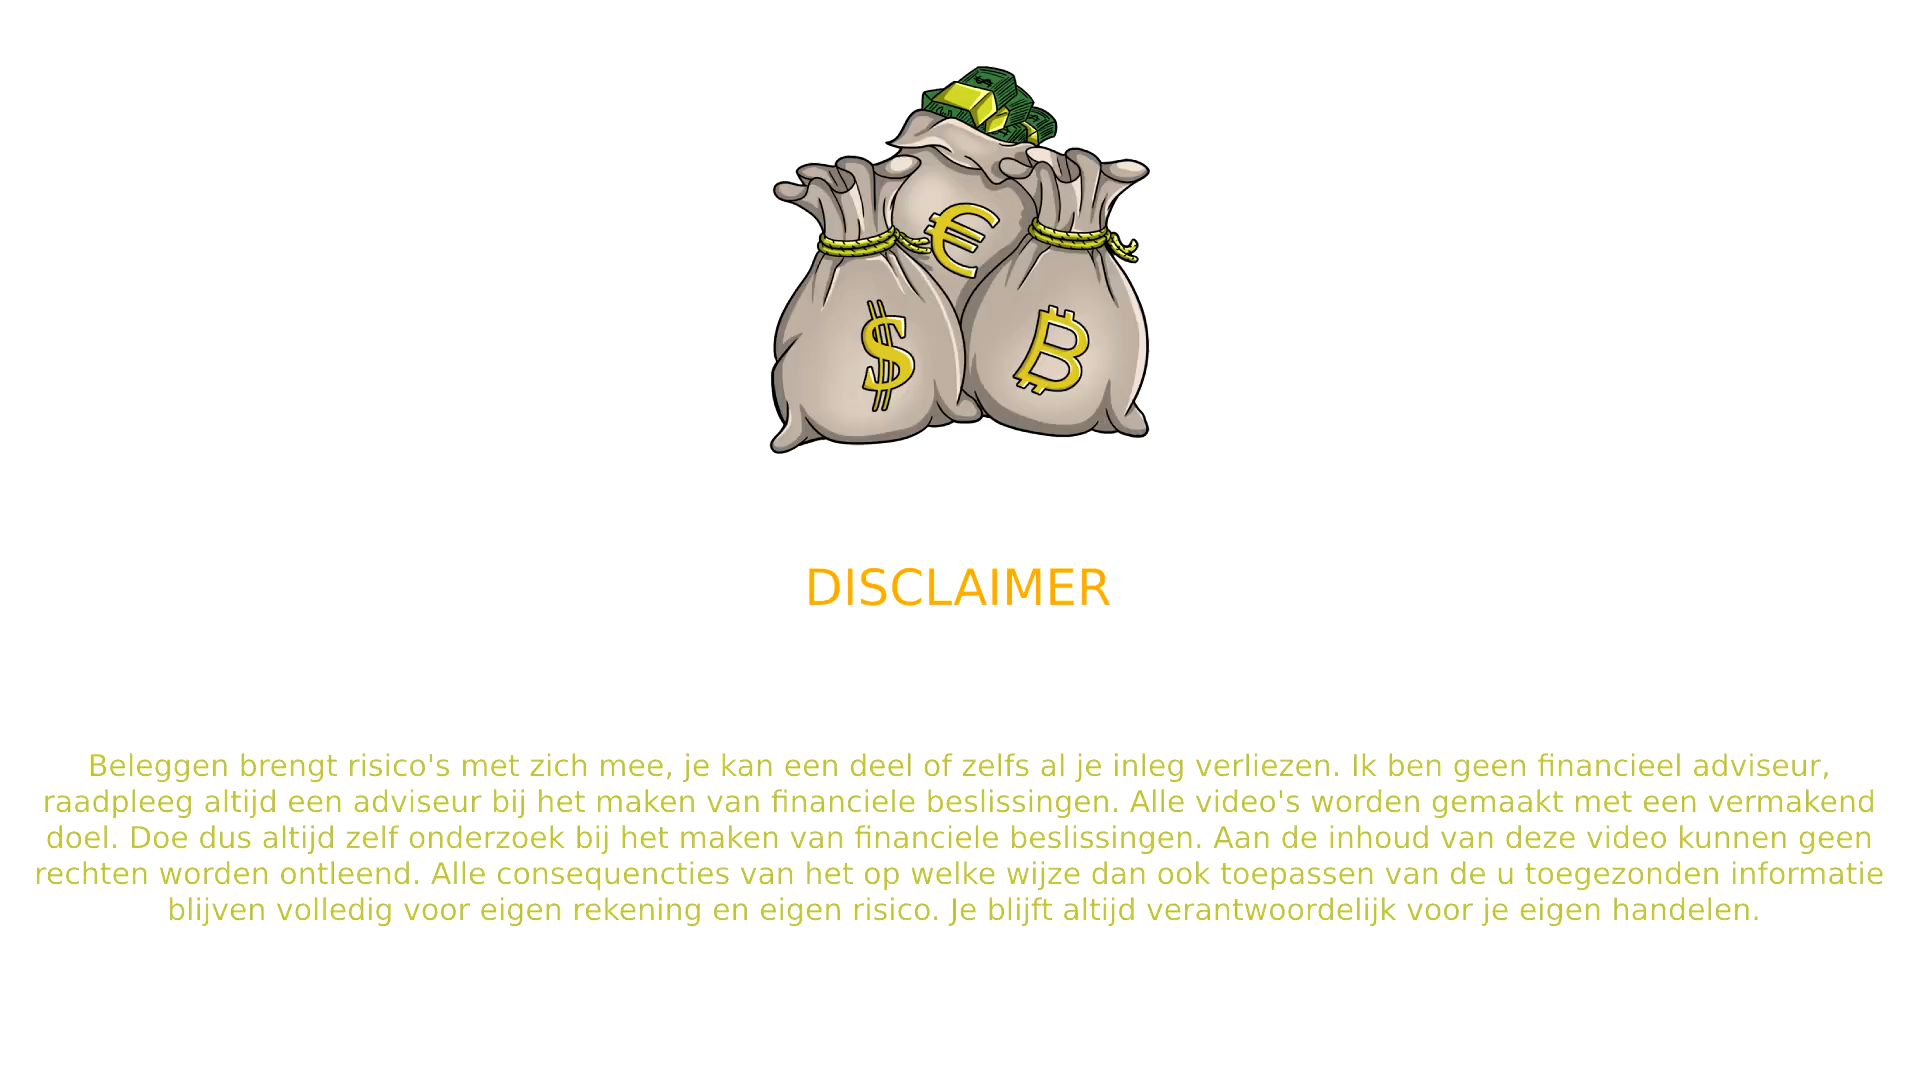 €
$
₿
DISCLAIMER
Beleggen brengt risico's met zich mee, je kan een deel of zelfs al je inleg verliezen. Ik ben geen financieel adviseur,
raadpleeg altijd een adviseur bij het maken van financiele beslissingen. Alle video's worden gemaakt met een vermakend
doel. Doe dus altijd zelf onderzoek bij het maken van financiele beslissingen. Aan de inhoud van deze video kunnen geen
rechten worden ontleend. Alle consequencties van het op welke wijze dan ook toepassen van de u toegezonden informatie
blijven volledig voor eigen rekening en eigen risico. Je blijft altijd verantwoordelijk voor je eigen handelen.